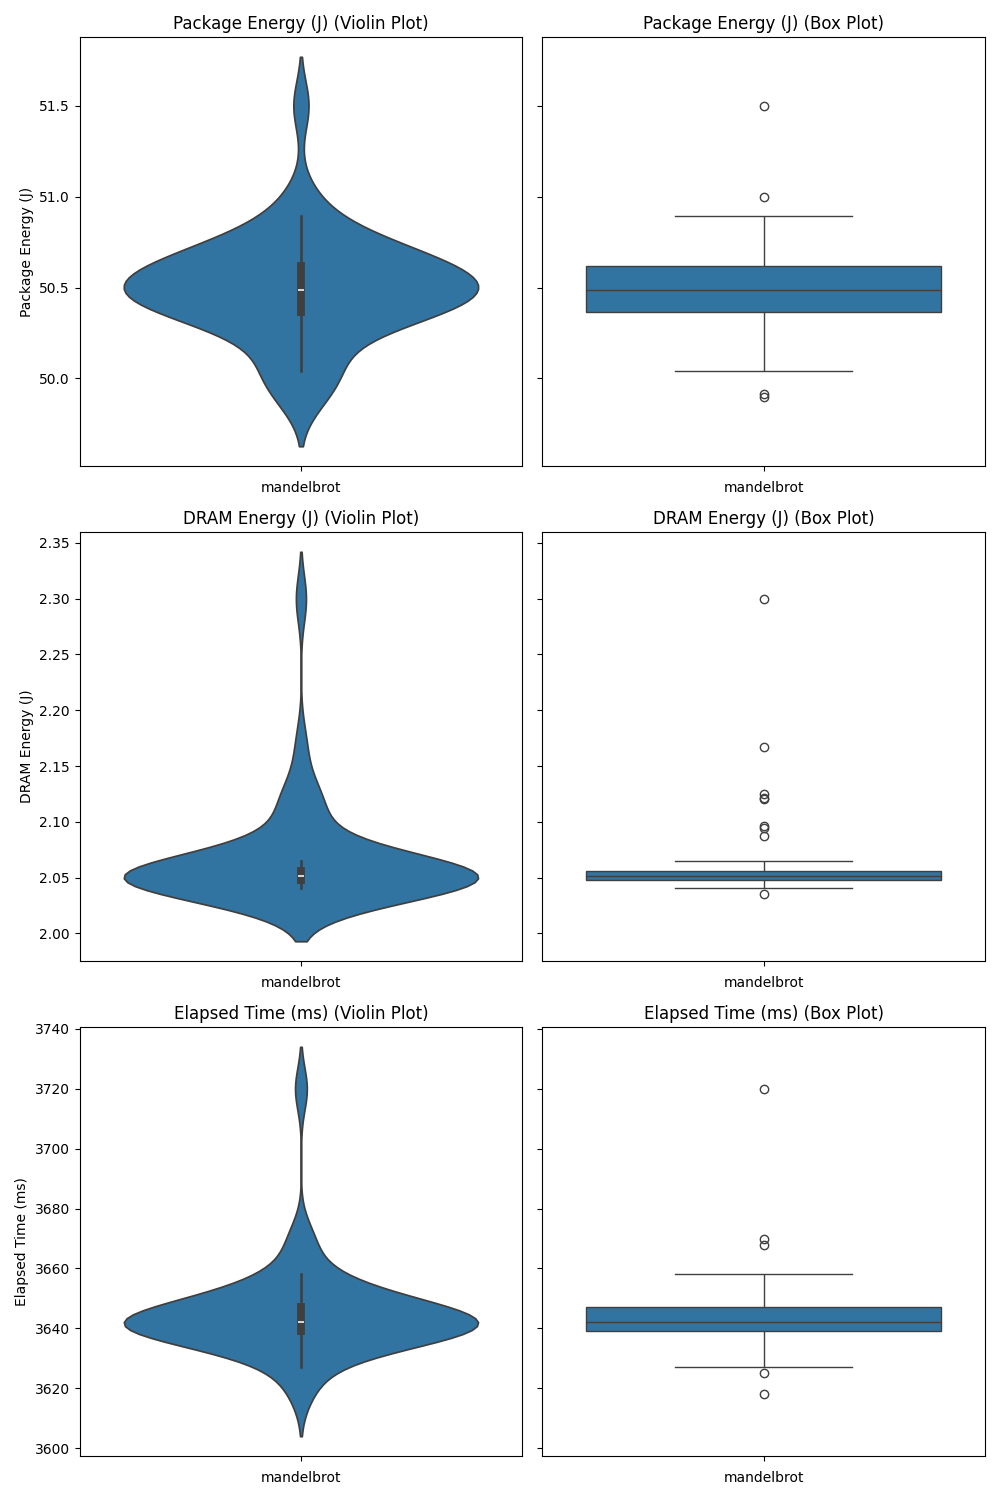 Package Energy (J) (Violin Plot)
Package Energy (J) (Box Plot)
Package Energy (J)
51.5
51.0
50.5
50.0
mandelbrot
mandelbrot
DRAM Energy (J) (Violin Plot)
DRAM Energy (J) (Box Plot)
DRAM Energy (J)
2.35
2.30
2.25
2.20
2.15
2.10
2.05
2.00
mandelbrot
mandelbrot
Elapsed Time (ms) (Violin Plot)
Elapsed Time (ms) (Box Plot)
Elapsed Time (ms)
3740
3720
3700
3680
3660
3640
3620
3600
mandelbrot
mandelbrot